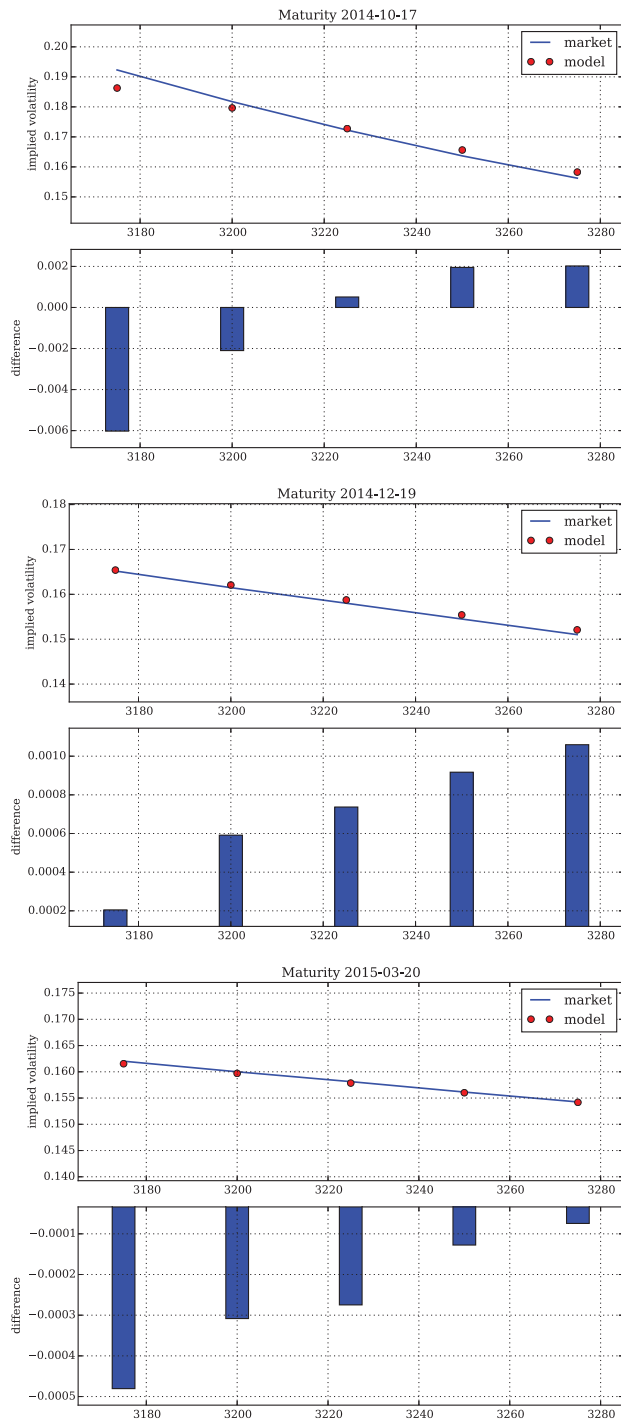 Maturity 2014-10-17
0.20
0.19
0.18
0.17
0.16
0.15
implied volatility
market
model
3180 3200 3220 3240 3260 3280
0.002
0.000
−0.002
−0.004
−0.006
difference
3180 3200 3220 3240 3260 3280
Maturity 2014-12-19
0.18
0.17
0.16
0.15
0.14
implied volatility
market
model
3180 3200 3220 3240 3260 3280
0.0010
0.0008
0.0006
0.0004
0.0002
difference
3180 3200 3220 3240 3260 3280
Maturity 2015-03-20
0.175
0.170
0.165
0.160
0.155
0.150
0.145
0.140
implied volatility
market
model
3180 3200 3220 3240 3260 3280
−0.0001
−0.0002
−0.0003
−0.0004
−0.0005
difference
3180 3200 3220 3240 3260 3280